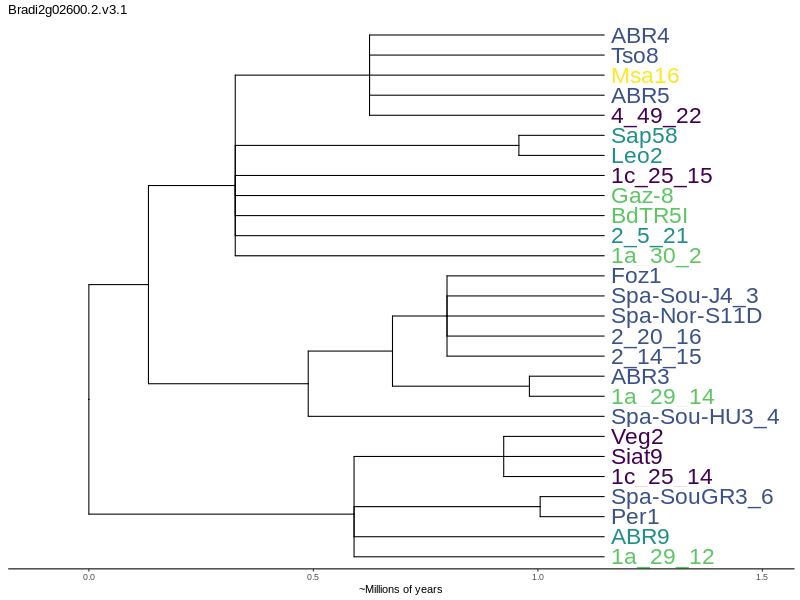 Bradi2g02600.2.v3.1
ABR4
Tso8
Msa16
ABR5
4_49_22
Sap58
Leo2
1c_25_15
Gaz-8
BdTR5I
2_5_21
1a_30_2
Foz1
Spa-Sou-J4_3
Spa-Nor-S11D
2_20_16
2_14_15
ABR3
1a_29_14
Spa-Sou-HU3_4
Veg2
Siat9
1c_25_14
Spa-SouGR3_6
Per1
ABR9
1a_29_12
0.0 0.5 1.0 1.5
~Millions of years